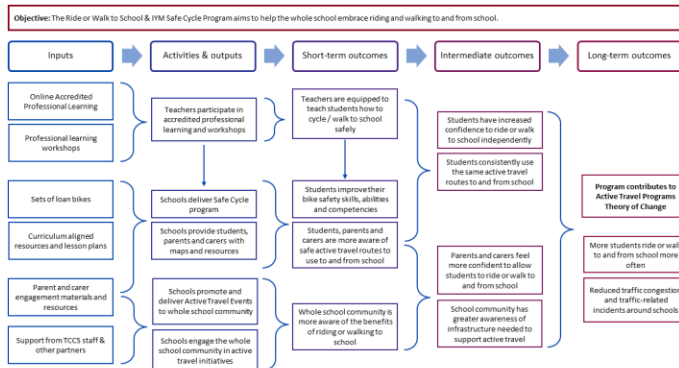 Objective: The Ride or Walk to School & IYM Safe Cycle Program aims to help the whole school embrace riding and walking to and from school.
Inputs
Activities & outputs
Short-term outcomes
Intermediate outcomes
Long-term outcomes
Online Accredited
Professional Learning
Professional learning
workshops
Sets of loan bikes
Curriculum aligned
resources and lesson plans
Parent and carer
engagement materials and
resources
Support from TCCS staff &
other partners
Teachers participate in
accredited professional
learning and workshops
Schools deliver Safe Cycle
program
Schools provide students,
parents and carers with
maps and resources
Schools promote and
deliver Active Travel Events
to whole school community
Schools engage the whole
school community in active
travel initiatives
Teachers are equipped to
teach students how to
cycle / walk to school
safely
Students improve their
bike safety skills, abilities
and competencies
Students, parents and
carers are more aware of
safe active travel routes to
use to and from school
Whole school community is
more aware of the benefits
of riding or walking to
school
Students have increased
confidence to ride or walk
to school independently
Students consistently use
the same active travel
routes to and from school
Parents and carers feel
more confident to allow
students to ride or walk to
and from school
School community has
greater awareness of
infrastructure needed to
support active travel
Program contributes to
Active Travel Programs
Theory of Change
More students ride or walk
to and from school more
often
Reduced traffic congestion
and traffic-related
incidents around schools